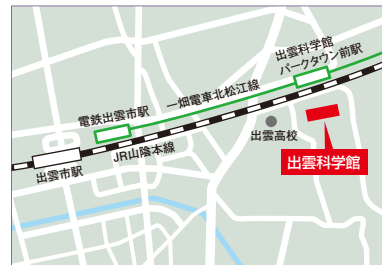 出雲科学館
パークタウン前駅
一畑電車北松江線
電鉄出雲市駅
JR山陰本線
出雲高校
出雲市駅
出雲科学館